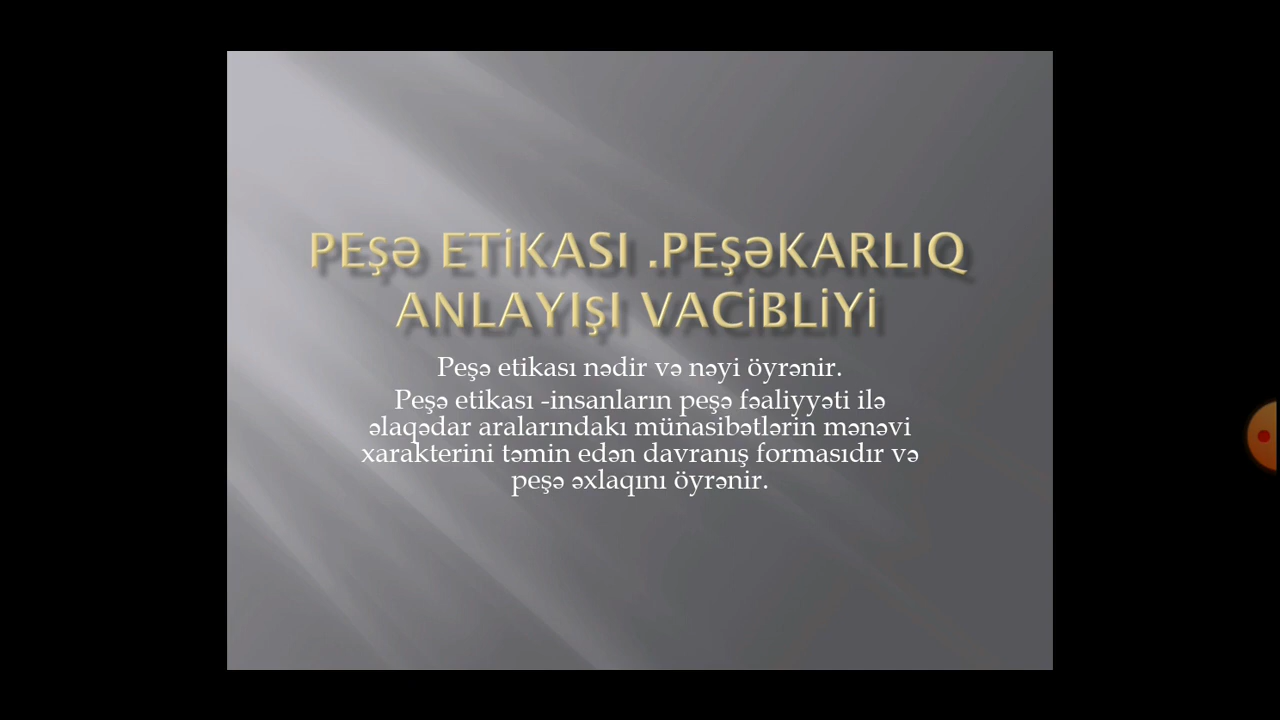 PEŞƏ ETİKASI .PEŞƏKARLIQ
ANLAYIŞI VACİBLİYİ
Peşə etikası nədir və nəyi öyrənir.
Peşə etikası -insanların peşə fəaliyyəti ilə
əlaqədar aralarındakı münasibətlərin mənəvi
xarakterini təmin edən davranış formasıdır və
peşə əxlaqını öyrənir.